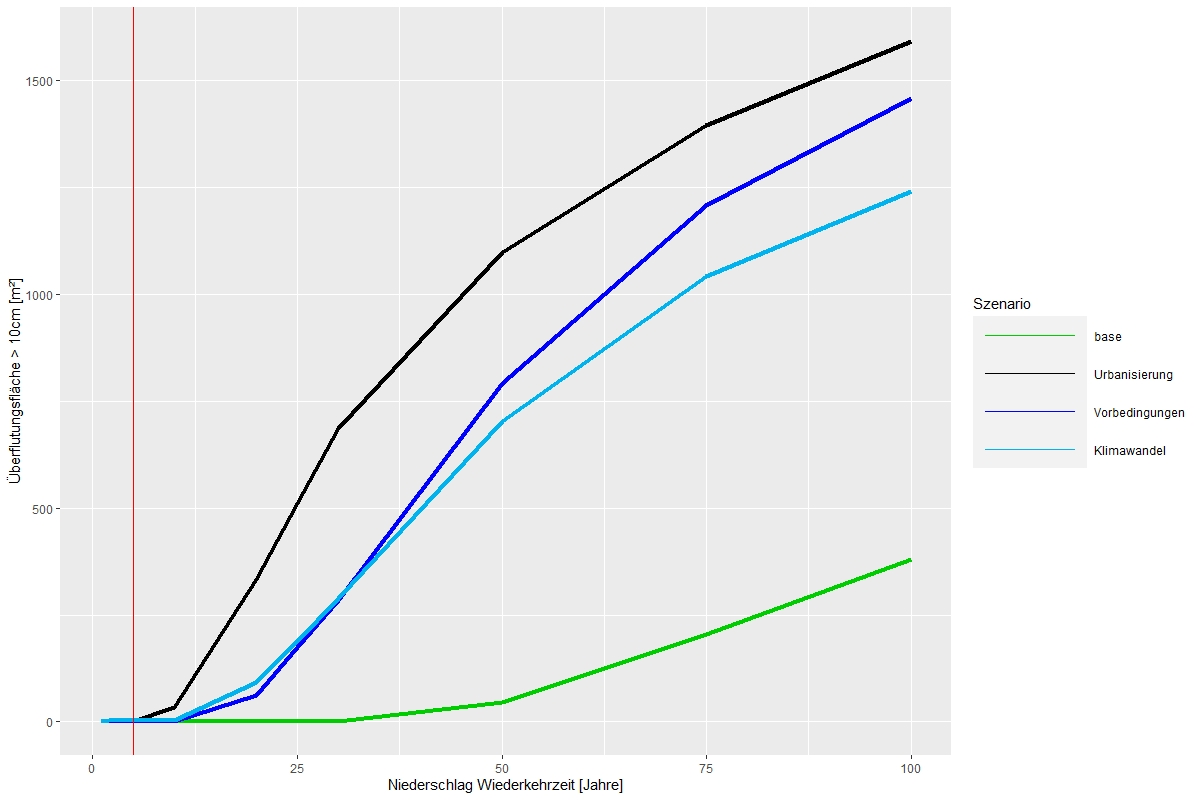 1500
1000
500
0
Überflutungsfläche > 10cm [m²]
0 25 50 75 100
Niederschlag Wiederkehrzeit [Jahre]
Szenario
base
Urbanisierung
Vorbedingungen
Klimawandel